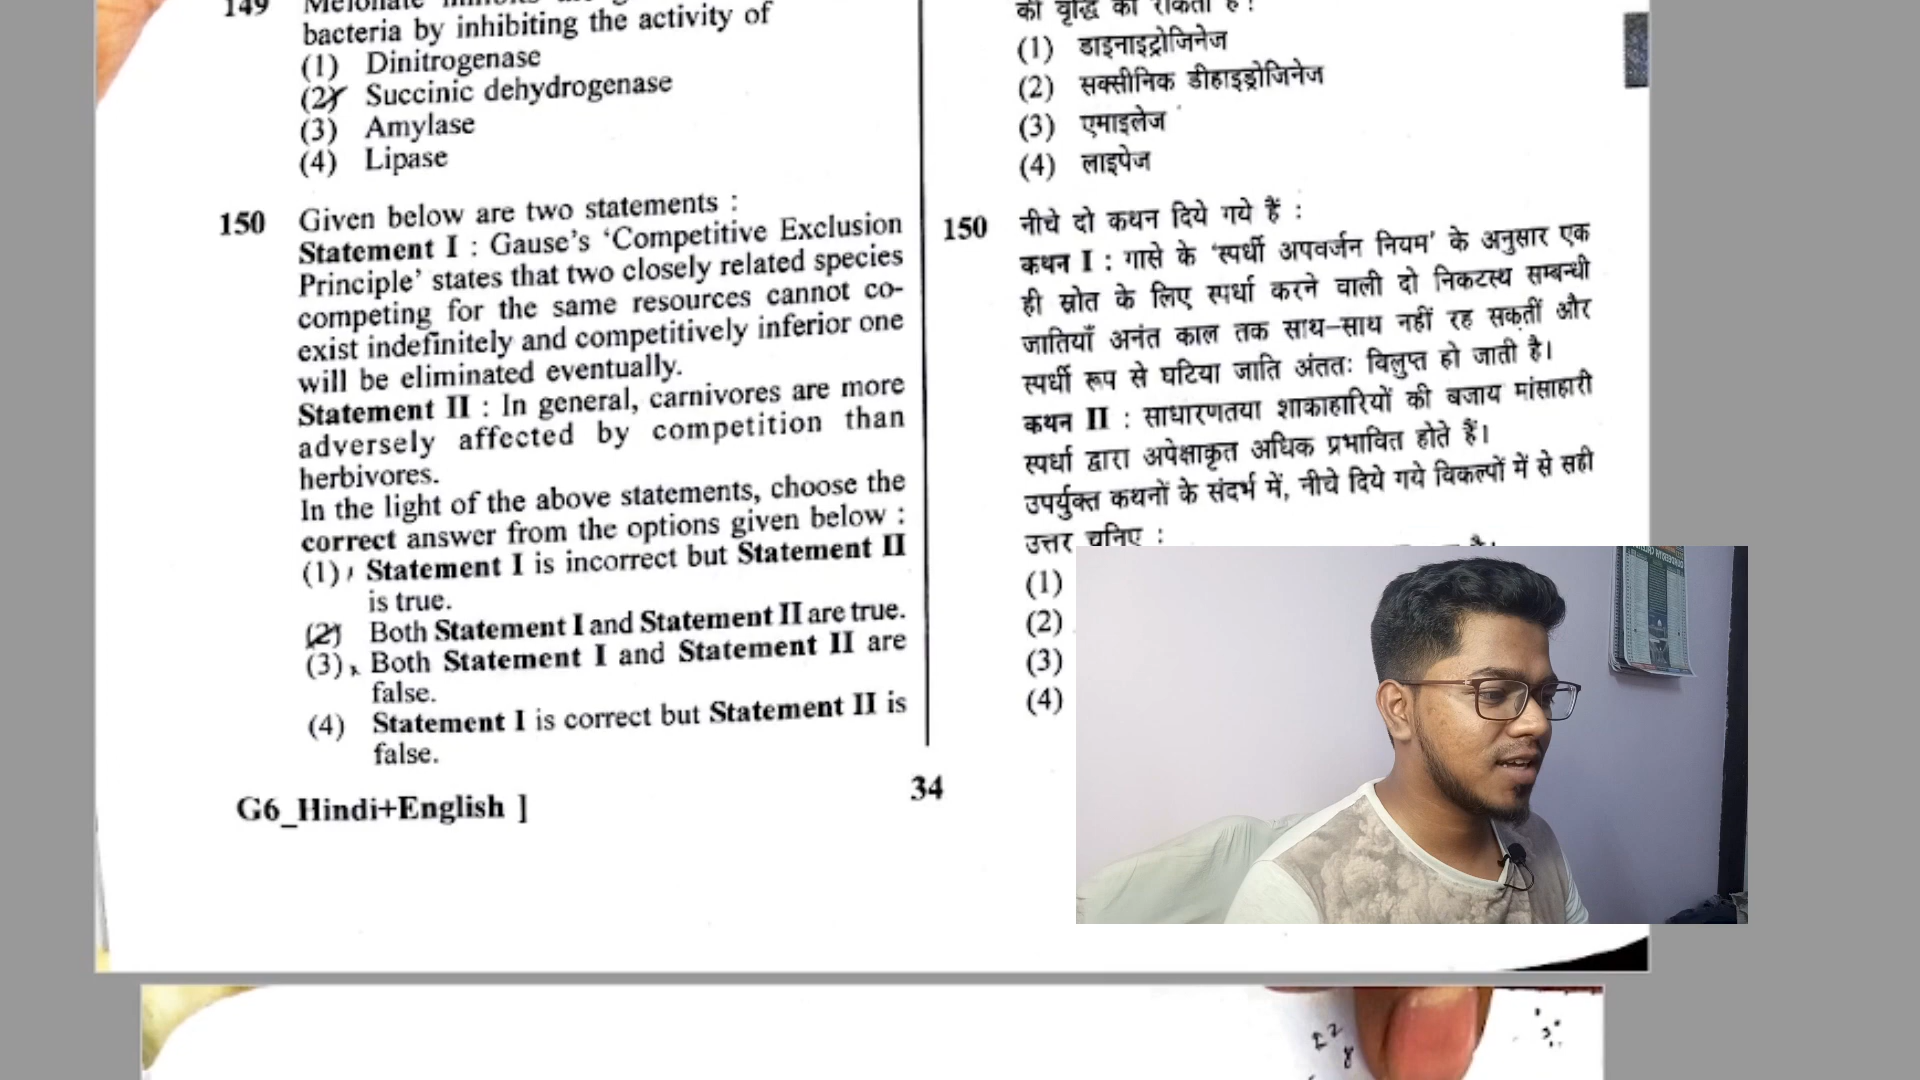 149
bacteria by inhibiting the activity of
(1) Dinitrogenase
(2) Succinic dehydrogenase
(3) Amylase
(4) Lipase
150 Given below are two statements :
Statement I : Gause's 'Competitive Exclusion
Principle' states that two closely related species
competing for the same resources cannot co-
exist indefinitely and competitively inferior one
will be eliminated eventually.
Statement II : In general, carnivores are more
adversely affected by competition than
herbivores.
In the light of the above statements, choose the
correct answer from the options given below :
(1) Statement I is incorrect but Statement II
is true.
(2) Both Statement I and Statement II are true.
(3) Both Statement I and Statement II are
false.
(4) Statement I is correct but Statement II is
false.
G6_Hindi+English ]
34
की वृद्धि को रोकता है ?
(1) डाइनाइट्रोजिनेज
(2) सक्सीनिक डीहाइड्रोजिनेज
(3) एमाइलेज
(4) लाइपेज
150 नीचे दो कथन दिये गये हैं :
कथन I : गासे के 'स्पर्धी अपवर्जन नियम' के अनुसार एक
ही स्रोत के लिए स्पर्धा करने वाली दो निकटस्थ सम्बन्धी
जातियाँ अनंत काल तक साथ-साथ नहीं रह सकतीं और
स्पर्धी रूप से घटिया जाति अंततः विलुप्त हो जाती है।
कथन II : साधारणतया शाकाहारियों की बजाय मांसाहारी
स्पर्धा द्वारा अपेक्षाकृत अधिक प्रभावित होते हैं।
उपर्युक्त कथनों के संदर्भ में, नीचे दिये गये विकल्पों में से सही
उत्तर चुनिए :
(1)
(2)
(3)
(4)